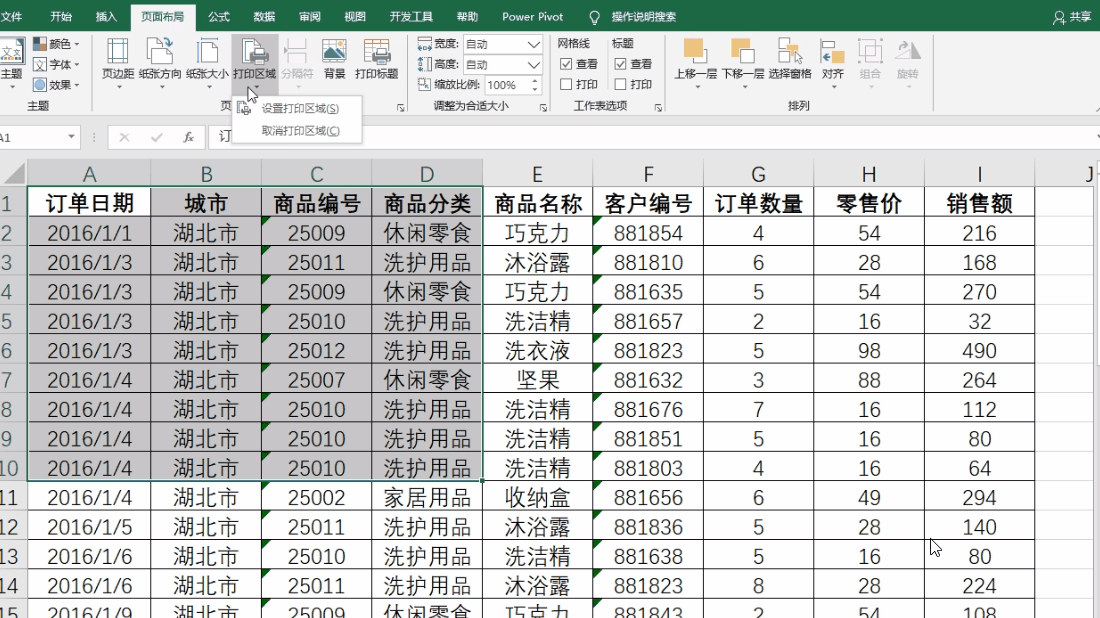 文件 开始 插入 页面布局 公式 数据 审阅 视图 开发工具 帮助 Power Pivot 操作说明搜索 共享
文 颜色 宽度: 自动 网格线 标题
字体 高度: 自动 查看 查看
主题 效果 页边距 纸张方向 纸张大小 打印区域 分隔符 背景 打印标题 缩放比例: 100% 打印 打印 上移一层 下移一层 选择窗格 对齐 组合 旋转
主题 页 调整为合适大小 工作表选项 排列
设置打印区域(S)
取消打印区域(C)
A1 fx 订
A B C D E F G H I J
1 订单日期 城市 商品编号 商品分类 商品名称 客户编号 订单数量 零售价 销售额
2 2016/1/1 湖北市 25009 休闲零食 巧克力 881854 4 54 216
3 2016/1/3 湖北市 25011 洗护用品 沐浴露 881810 6 28 168
4 2016/1/3 湖北市 25009 休闲零食 巧克力 881635 5 54 270
5 2016/1/3 湖北市 25010 洗护用品 洗洁精 881657 2 16 32
6 2016/1/3 湖北市 25012 洗护用品 洗衣液 881823 5 98 490
7 2016/1/4 湖北市 25007 休闲零食 坚果 881632 3 88 264
8 2016/1/4 湖北市 25010 洗护用品 洗洁精 881676 7 16 112
9 2016/1/4 湖北市 25010 洗护用品 洗洁精 881851 5 16 80
10 2016/1/4 湖北市 25010 洗护用品 洗洁精 881803 4 16 64
11 2016/1/4 湖北市 25002 家居用品 收纳盒 881656 6 49 294
12 2016/1/5 湖北市 25011 洗护用品 沐浴露 881836 5 28 140
13 2016/1/6 湖北市 25010 洗护用品 洗洁精 881638 5 16 80
14 2016/1/6 湖北市 25011 洗护用品 沐浴露 881823 8 28 224
15 2016/1/9 湖北市 25009 休闲零食 巧克力 881843 2 54 108